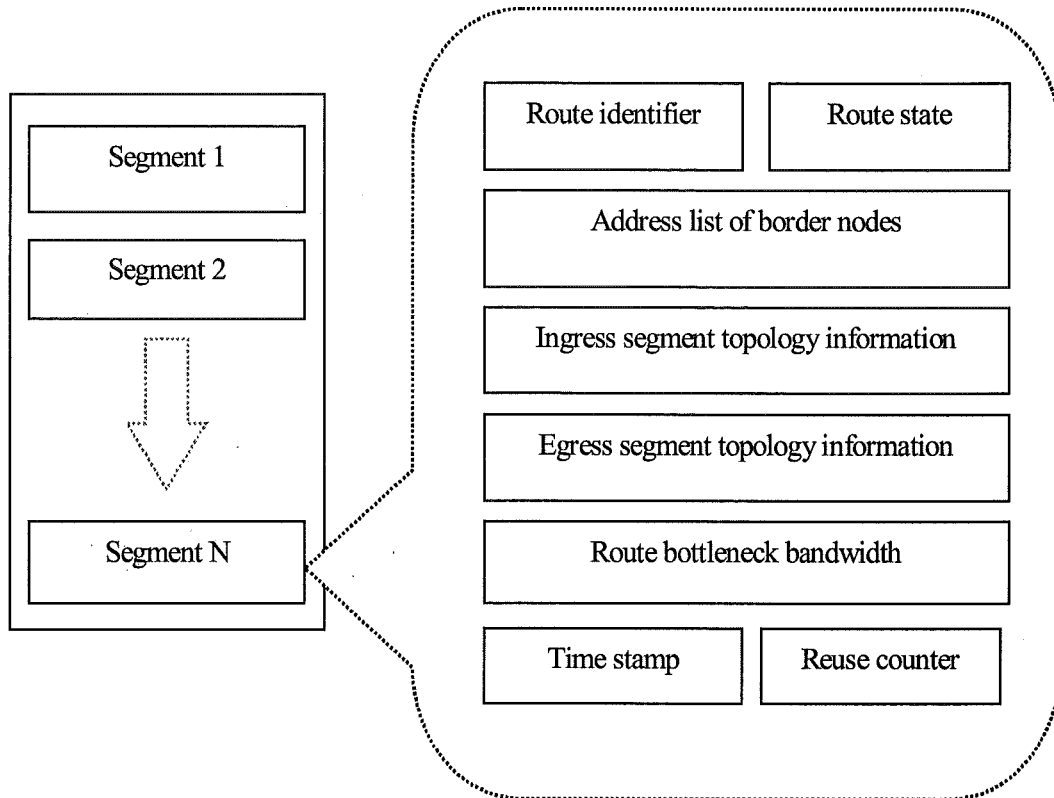 Segment 1
Segment 2
Segment N
Route identifier
Route state
Address list of border nodes
Ingress segment topology information
Egress segment topology information
Route bottleneck bandwidth
Time stamp
Reuse counter